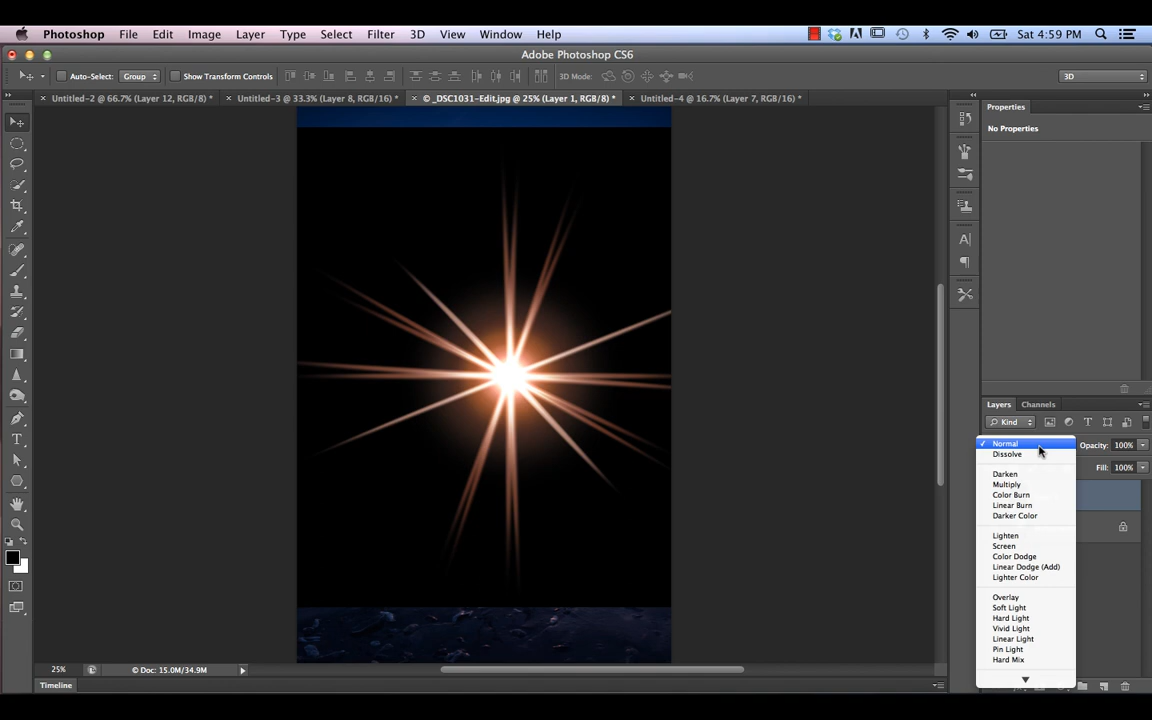 Photoshop File Edit Image Layer Type Select Filter 3D View Window Help Sat 4:59 PM
Adobe Photoshop CS6
Auto-Select: Group Show Transform Controls 3D Mode: 3D
Untitled-2 @ 66.7% (Layer 12, RGB/8) * Untitled-3 @ 33.3% (Layer 8, RGB/16) * © _DSC1031-Edit.jpg @ 25% (Layer 1, RGB/8) * Untitled-4 @ 16.7% (Layer 7, RGB/16) *
Properties
No Properties
Layers Channels
Kind
Normal
Opacity: 100%
Dissolve
Fill: 100%
Darken
Multiply
Color Burn
Linear Burn
Darker Color
Lighten
Screen
Color Dodge
Linear Dodge (Add)
Lighter Color
Overlay
Soft Light
Hard Light
Vivid Light
Linear Light
Pin Light
Hard Mix
25% © Doc: 15.0M/34.9M
Timeline